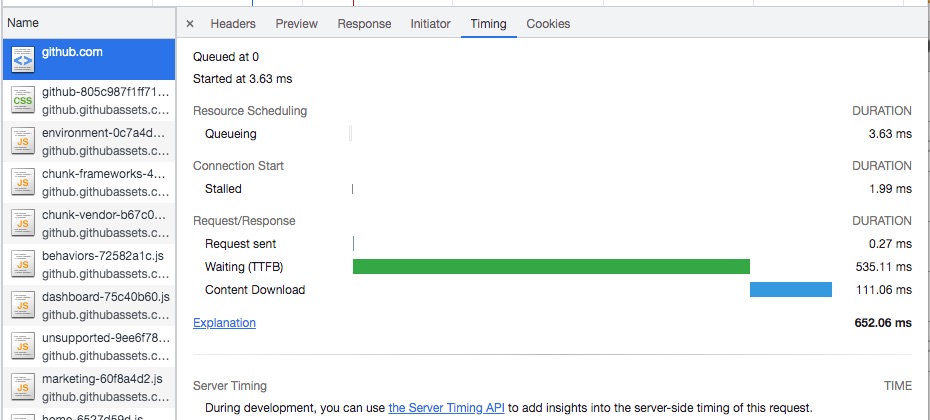 Name
× Headers Preview Response Initiator Timing Cookies
github.com
github-805c987f1ff71...
github.githubassets.c...
environment-0c7a4d...
github.githubassets.c...
chunk-frameworks-4...
github.githubassets.c...
chunk-vendor-b67c0...
github.githubassets.c...
behaviors-72582a1c.js
github.githubassets.c...
dashboard-75c40b60.js
github.githubassets.c...
unsupported-9ee6f78...
github.githubassets.c...
marketing-60f8a4d2.js
github.githubassets.c...
home-6527d59d.js
Queued at 0
Started at 3.63 ms
Resource Scheduling DURATION
Queueing 3.63 ms
Connection Start DURATION
Stalled 1.99 ms
Request/Response DURATION
Request sent 0.27 ms
Waiting (TTFB) 535.11 ms
Content Download 111.06 ms
Explanation 652.06 ms
Server Timing TIME
During development, you can use the Server Timing API to add insights into the server-side timing of this request.